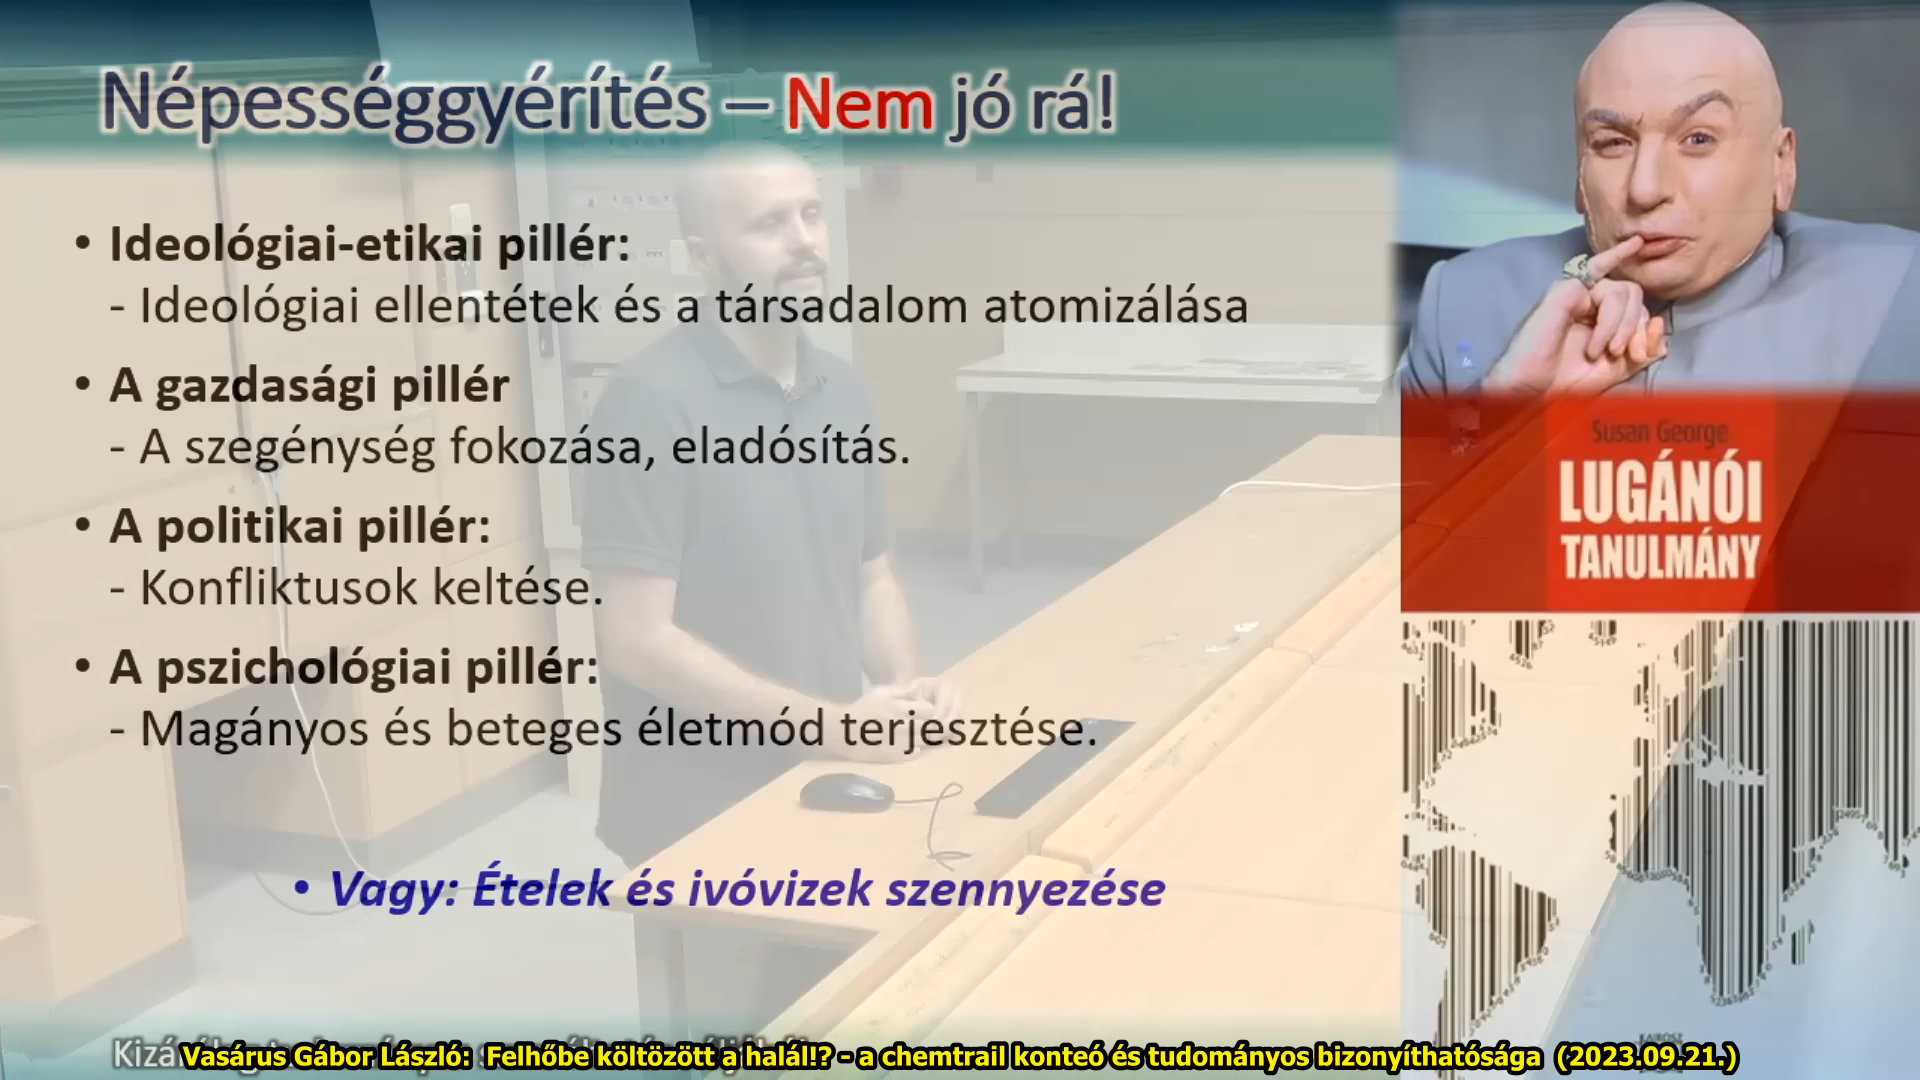 Népességgyérítés – Nem jó rá!
• Ideológiai-etikai pillér:
- Ideológiai ellentétek és a társadalom atomizálása
• A gazdasági pillér
- A szegénység fokozása, eladósítás.
• A politikai pillér:
- Konfliktusok keltése.
• A pszichológiai pillér:
- Magányos és beteges életmód terjesztése.
• Vagy: Ételek és ivóvizek szennyezése
Susan George
LUGÁNÓI
TANULMÁNY
KAIROSZ
Vasárus Gábor László: Felhőbe költözött a halál!? - a chemtrail konteó és tudományos bizonyíthatósága (2023.09.21.)